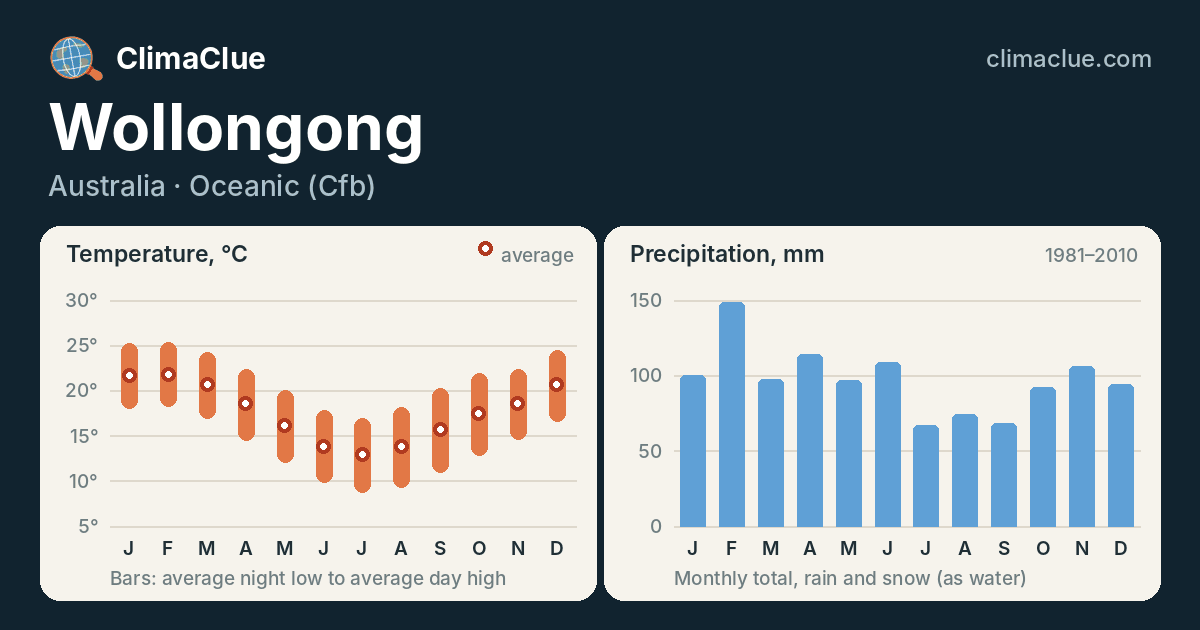 ClimaClue
climaclue.com
Wollongong
Australia · Oceanic (Cfb)
Temperature, °C
average
30°
25°
20°
15°
10°
5°
J F M A M J J A S O N D
Bars: average night low to average day high
Precipitation, mm
1981–2010
150
100
50
0
J F M A M J J A S O N D
Monthly total, rain and snow (as water)